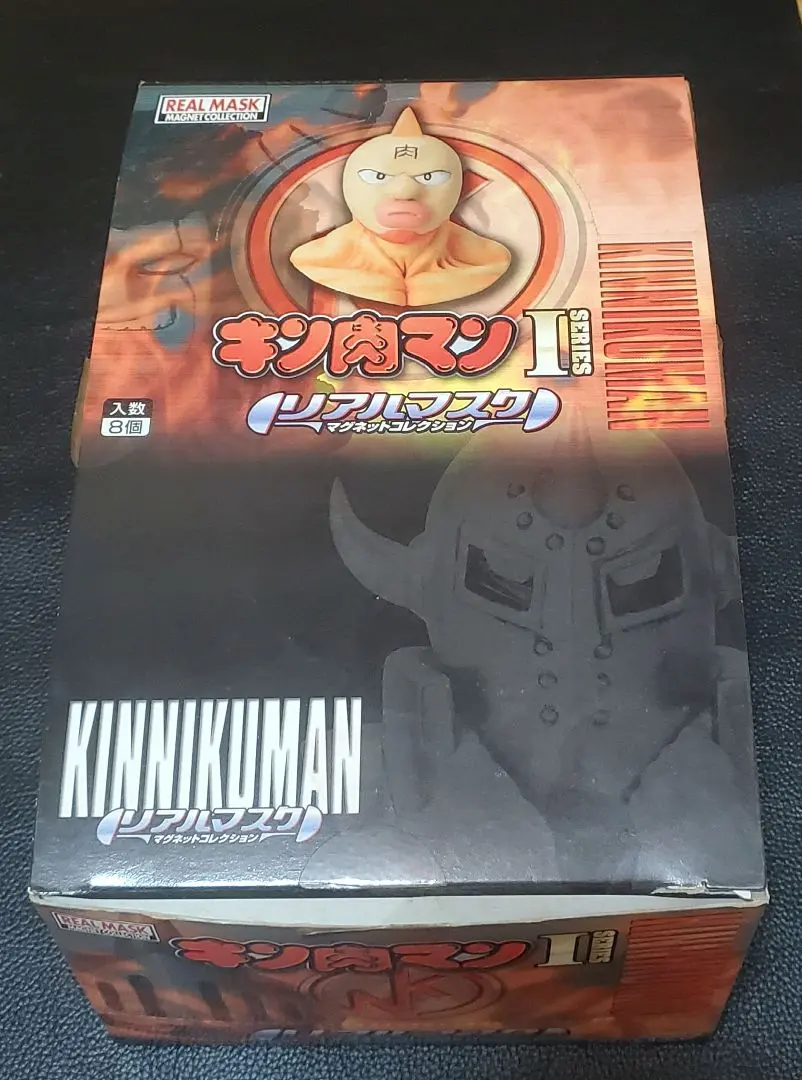 REAL MASK
MAGNET COLLECTION
肉
キン肉マン I SERIES
リアルマスク
マグネットコレクション
KINNIKUMAN
入数
8個
KINNIKUMAN
リアルマスク
マグネットコレクション
REAL MASK
MAGNET COLLECTION
キン肉マン I SERIES